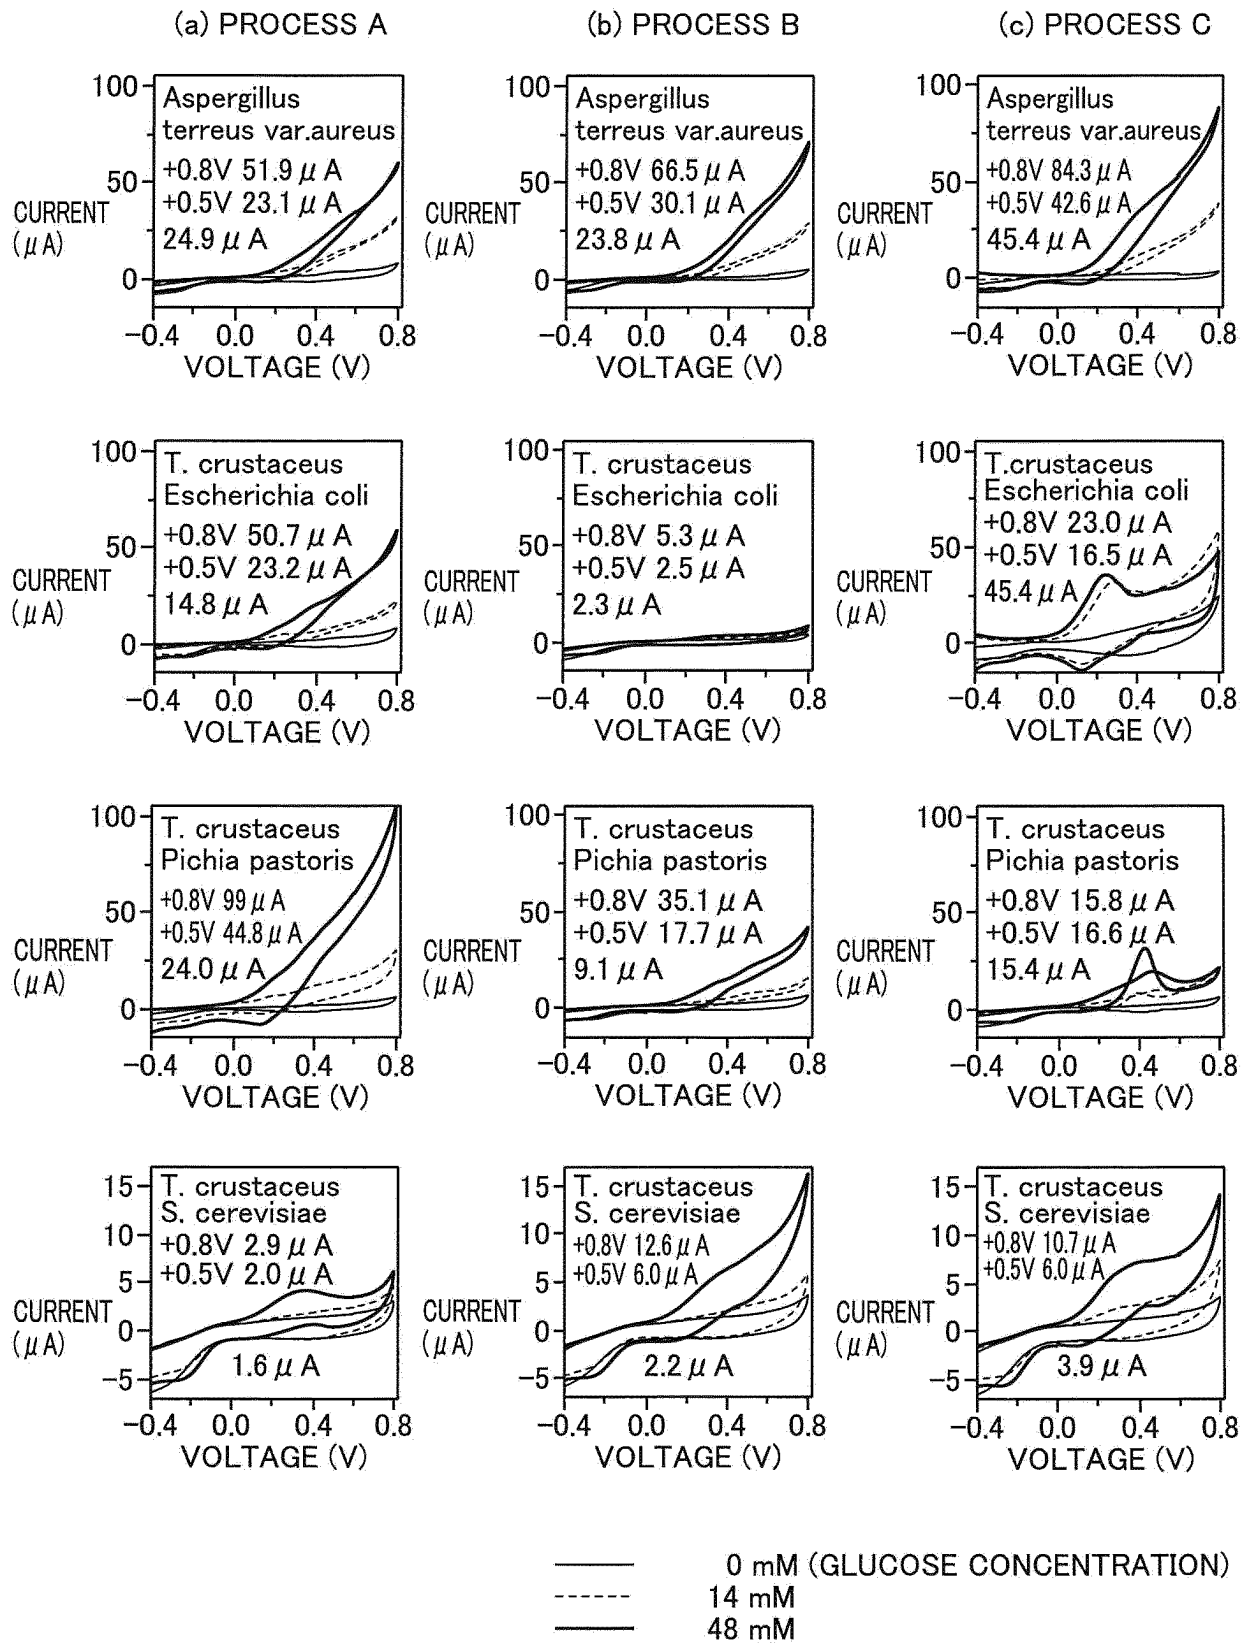 (a) PROCESS A
(b) PROCESS B
(c) PROCESS C
100
50
0
CURRENT
(μA)
Aspergillus
terreus var.aureus
+0.8V 51.9 μ A
+0.5V 23.1 μ A
24.9 μ A
−0.4 0.0 0.4 0.8
VOLTAGE (V)
100
50
0
CURRENT
(μA)
Aspergillus
terreus var.aureus
+0.8V 66.5 μ A
+0.5V 30.1 μ A
23.8 μ A
−0.4 0.0 0.4 0.8
VOLTAGE (V)
100
50
0
CURRENT
(μA)
Aspergillus
terreus var.aureus
+0.8V 84.3 μ A
+0.5V 42.6 μ A
45.4 μ A
−0.4 0.0 0.4 0.8
VOLTAGE (V)
100
50
0
CURRENT
(μA)
T. crustaceus
Escherichia coli
+0.8V 50.7 μ A
+0.5V 23.2 μ A
14.8 μ A
−0.4 0.0 0.4 0.8
VOLTAGE (V)
100
50
0
CURRENT
(μA)
T. crustaceus
Escherichia coli
+0.8V 5.3 μ A
+0.5V 2.5 μ A
2.3 μ A
−0.4 0.0 0.4 0.8
VOLTAGE (V)
100
50
0
CURRENT
(μA)
T.crustaceus
Escherichia coli
+0.8V 23.0 μ A
+0.5V 16.5 μ A
45.4 μ A
−0.4 0.0 0.4 0.8
VOLTAGE (V)
100
50
0
CURRENT
(μA)
T. crustaceus
Pichia pastoris
+0.8V 99 μ A
+0.5V 44.8 μ A
24.0 μ A
−0.4 0.0 0.4 0.8
VOLTAGE (V)
100
50
0
CURRENT
(μA)
T. crustaceus
Pichia pastoris
+0.8V 35.1 μ A
+0.5V 17.7 μ A
9.1 μ A
−0.4 0.0 0.4 0.8
VOLTAGE (V)
100
50
0
CURRENT
(μA)
T. crustaceus
Pichia pastoris
+0.8V 15.8 μ A
+0.5V 16.6 μ A
15.4 μ A
−0.4 0.0 0.4 0.8
VOLTAGE (V)
15
10
5
0
−5
CURRENT
(μA)
T. crustaceus
S. cerevisiae
+0.8V 2.9 μ A
+0.5V 2.0 μ A
1.6 μ A
−0.4 0.0 0.4 0.8
VOLTAGE (V)
15
10
5
0
−5
CURRENT
(μA)
T. crustaceus
S. cerevisiae
+0.8V 12.6 μ A
+0.5V 6.0 μ A
2.2 μ A
−0.4 0.0 0.4 0.8
VOLTAGE (V)
15
10
5
0
−5
CURRENT
(μA)
T. crustaceus
S. cerevisiae
+0.8V 10.7 μ A
+0.5V 6.0 μ A
3.9 μ A
−0.4 0.0 0.4 0.8
VOLTAGE (V)
0 mM (GLUCOSE CONCENTRATION)
14 mM
48 mM